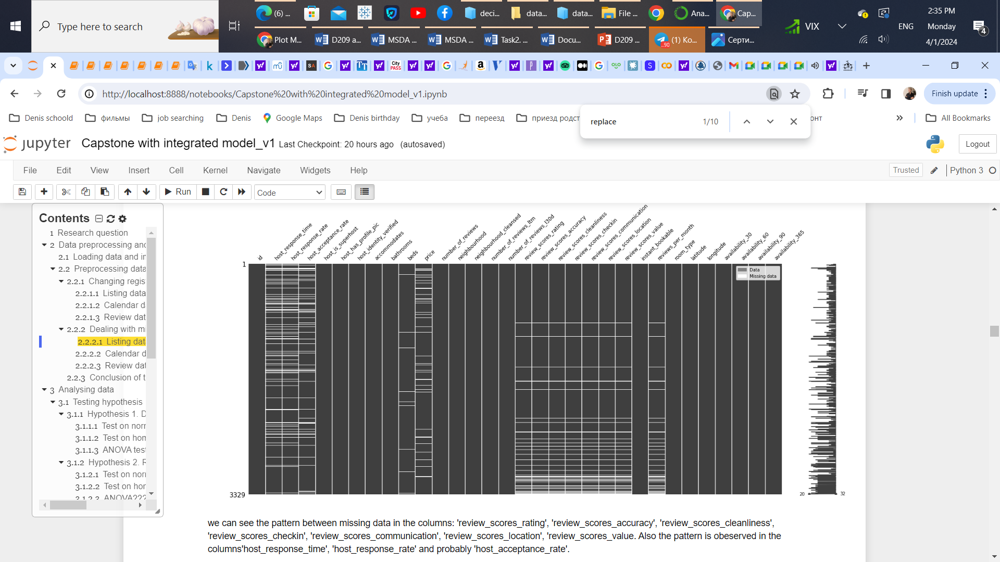 Type here to search
(6) ...
deci...
data...
data...
File ...
Ana...
Cap...
Plot M...
D209 a...
MSDA ...
MSDA ...
Task2. ...
Docu...
D209 ...
(1) Ко...
..90
Серти...
VIX
ENG
2:35 PM
Monday
4/1/2024
4
http://localhost:8888/notebooks/Capstone%20with%20integrated%20model_v1.ipynb
Finish update
Denis schoold
фильмы
job searching
Denis
Google Maps
Denis birthday
учеба
переезд
приезд родст
онт
All Bookmarks
replace
1/10
jupyter
Capstone with integrated model_v1 Last Checkpoint: 20 hours ago (autosaved)
Logout
File Edit View Insert Cell Kernel Navigate Widgets Help
Trusted
Python 3
Run
Code
Contents
1 Research question
2 Data preprocessing and
2.1 Loading data and in
2.2 Preprocessing data
2.2.1 Changing regis
2.2.1.1 Listing data
2.2.1.2 Calendar d
2.2.1.3 Review dat
2.2.2 Dealing with mi
2.2.2.1 Listing dat
2.2.2.2 Calendar d
2.2.2.3 Review dat
2.2.3 Conclusion of t
3 Analysing data
3.1 Testing hypothesis
3.1.1 Hypothesis 1. D
3.1.1.1 Test on norr
3.1.1.2 Test on hom
3.1.1.3 ANOVA test
3.1.2 Hypothesis 2. R
3.1.2.1 Test on norr
3.1.2.2 Test on hor
3.1.2.3 ANOVA???
id
host_response_time
host_response_rate
host_acceptance_rate
host_is_superhost
host_has_profile_pic
host_identity_verified
accommodates
bathrooms
beds
price
number_of_reviews
neighbourhood
neighbourhood_cleansed
number_of_reviews_ltm
number_of_reviews_l30d
review_scores_rating
review_scores_accuracy
review_scores_cleanliness
review_scores_checkin
review_scores_communication
review_scores_location
review_scores_value
instant_bookable
reviews_per_month
room_type
latitude
longitude
availability_30
availability_60
availability_90
availability_365
1
Data
Missing data
3329
20
32
we can see the pattern between missing data in the columns: 'review_scores_rating', 'review_scores_accuracy', 'review_scores_cleanliness',
'review_scores_checkin', 'review_scores_communication', 'review_scores_location', 'review_scores_value. Also the pattern is obeserved in the
columns'host_response_time', 'host_response_rate' and probably 'host_acceptance_rate'.